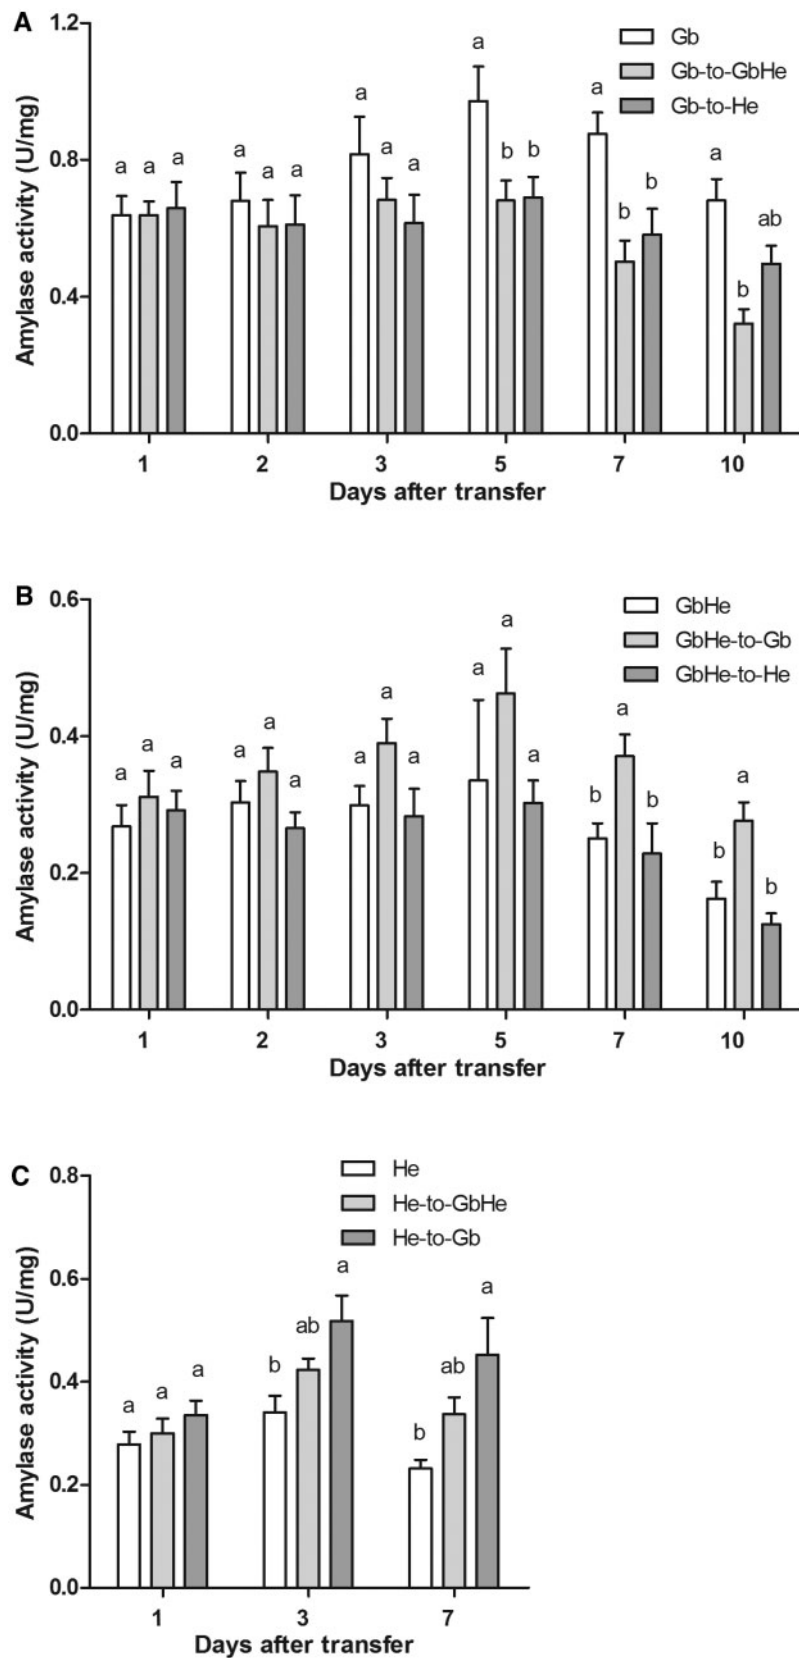 A
1.2
0.8
0.4
0.0
Amylase activity (U/mg)
Gb
Gb-to-GbHe
Gb-to-He
a a a
a a a
a a a
a b b
a b b
a b ab
1 2 3 5 7 10
Days after transfer
B
0.6
0.4
0.2
0.0
Amylase activity (U/mg)
GbHe
GbHe-to-Gb
GbHe-to-He
a a a
a a a
a a a
a a a
b a b
b a b
1 2 3 5 7 10
Days after transfer
C
0.8
0.6
0.4
0.2
0.0
Amylase activity (U/mg)
He
He-to-GbHe
He-to-Gb
a a a
b ab a
b ab a
1 3 7
Days after transfer